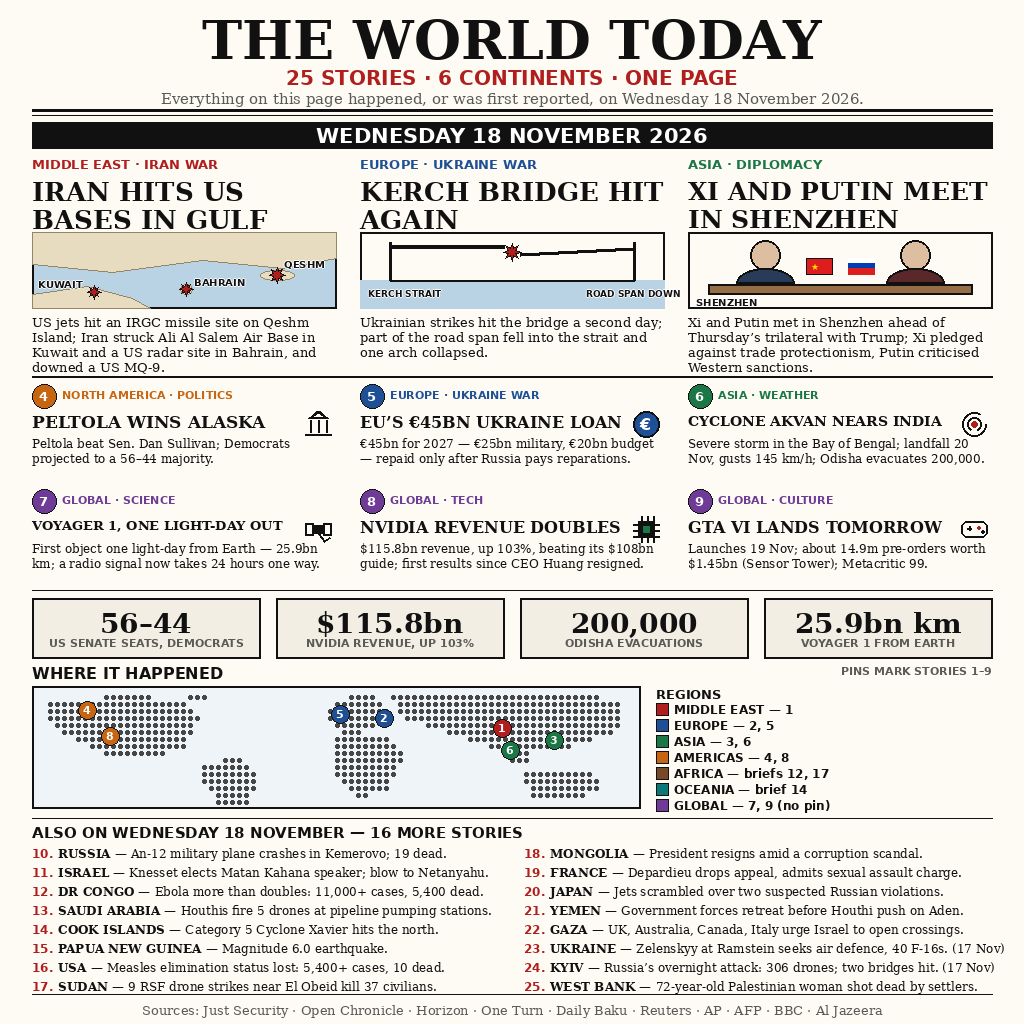 THE WORLD TODAY
25 STORIES · 6 CONTINENTS · ONE PAGE
Everything on this page happened, or was first reported, on Wednesday 18 November 2026.
WEDNESDAY 18 NOVEMBER 2026
MIDDLE EAST · IRAN WAR
IRAN HITS US
BASES IN GULF
QESHM
KUWAIT
BAHRAIN
US jets hit an IRGC missile site on Qeshm
Island; Iran struck Ali Al Salem Air Base in
Kuwait and a US radar site in Bahrain, and
downed a US MQ-9.
EUROPE · UKRAINE WAR
KERCH BRIDGE HIT
AGAIN
KERCH STRAIT
ROAD SPAN DOWN
Ukrainian strikes hit the bridge a second day;
part of the road span fell into the strait and
one arch collapsed.
ASIA · DIPLOMACY
XI AND PUTIN MEET
IN SHENZHEN
SHENZHEN
Xi and Putin met in Shenzhen ahead of
Thursday’s trilateral with Trump; Xi pledged
against trade protectionism, Putin criticised
Western sanctions.
4 NORTH AMERICA · POLITICS
PELTOLA WINS ALASKA
Peltola beat Sen. Dan Sullivan; Democrats
projected to a 56–44 majority.
5 EUROPE · UKRAINE WAR
EU’S €45BN UKRAINE LOAN
€
€45bn for 2027 — €25bn military, €20bn budget
— repaid only after Russia pays reparations.
6 ASIA · WEATHER
CYCLONE AKVAN NEARS INDIA
Severe storm in the Bay of Bengal; landfall 20
Nov, gusts 145 km/h; Odisha evacuates 200,000.
7 GLOBAL · SCIENCE
VOYAGER 1, ONE LIGHT-DAY OUT
First object one light-day from Earth — 25.9bn
km; a radio signal now takes 24 hours one way.
8 GLOBAL · TECH
NVIDIA REVENUE DOUBLES
$115.8bn revenue, up 103%, beating its $108bn
guide; first results since CEO Huang resigned.
9 GLOBAL · CULTURE
GTA VI LANDS TOMORROW
Launches 19 Nov; about 14.9m pre-orders worth
$1.45bn (Sensor Tower); Metacritic 99.
56–44
US SENATE SEATS, DEMOCRATS
$115.8bn
NVIDIA REVENUE, UP 103%
200,000
ODISHA EVACUATIONS
25.9bn km
VOYAGER 1 FROM EARTH
WHERE IT HAPPENED
PINS MARK STORIES 1–9
4
8
5
2
1
6
3
REGIONS
MIDDLE EAST — 1
EUROPE — 2, 5
ASIA — 3, 6
AMERICAS — 4, 8
AFRICA — briefs 12, 17
OCEANIA — brief 14
GLOBAL — 7, 9 (no pin)
ALSO ON WEDNESDAY 18 NOVEMBER — 16 MORE STORIES
10. RUSSIA — An-12 military plane crashes in Kemerovo; 19 dead.
11. ISRAEL — Knesset elects Matan Kahana speaker; blow to Netanyahu.
12. DR CONGO — Ebola more than doubles: 11,000+ cases, 5,400 dead.
13. SAUDI ARABIA — Houthis fire 5 drones at pipeline pumping stations.
14. COOK ISLANDS — Category 5 Cyclone Xavier hits the north.
15. PAPUA NEW GUINEA — Magnitude 6.0 earthquake.
16. USA — Measles elimination status lost: 5,400+ cases, 10 dead.
17. SUDAN — 9 RSF drone strikes near El Obeid kill 37 civilians.
18. MONGOLIA — President resigns amid a corruption scandal.
19. FRANCE — Depardieu drops appeal, admits sexual assault charge.
20. JAPAN — Jets scrambled over two suspected Russian violations.
21. YEMEN — Government forces retreat before Houthi push on Aden.
22. GAZA — UK, Australia, Canada, Italy urge Israel to open crossings.
23. UKRAINE — Zelenskyy at Ramstein seeks air defence, 40 F-16s. (17 Nov)
24. KYIV — Russia’s overnight attack: 306 drones; two bridges hit. (17 Nov)
25. WEST BANK — 72-year-old Palestinian woman shot dead by settlers.
Sources: Just Security · Open Chronicle · Horizon · One Turn · Daily Baku · Reuters · AP · AFP · BBC · Al Jazeera